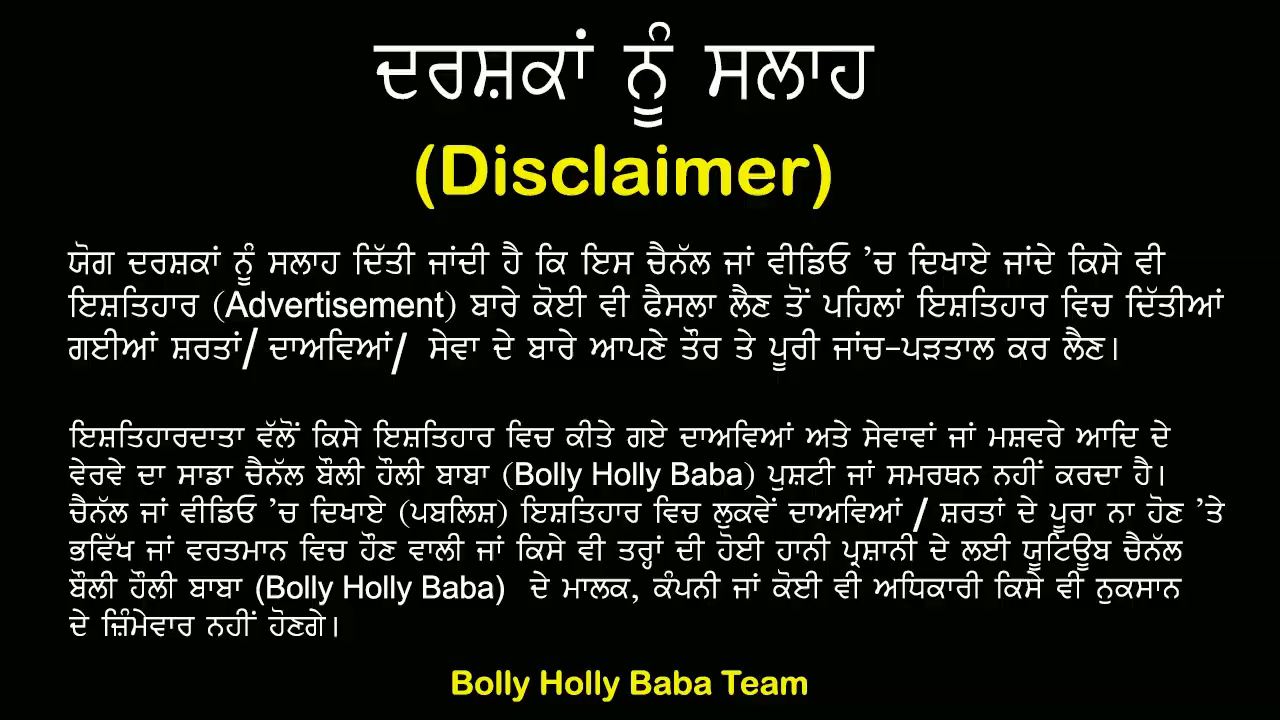 ਦਰਸ਼ਕਾਂ ਨੂੰ ਸਲਾਹ
(Disclaimer)
ਯੋਗ ਦਰਸ਼ਕਾਂ ਨੂੰ ਸਲਾਹ ਦਿੱਤੀ ਜਾਂਦੀ ਹੈ ਕਿ ਇਸ ਚੈਨੱਲ ਜਾਂ ਵੀਡਿਓ ’ਚ ਦਿਖਾਏ ਜਾਂਦੇ ਕਿਸੇ ਵੀ
ਇਸ਼ਤਿਹਾਰ (Advertisement) ਬਾਰੇ ਕੋਈ ਵੀ ਫੈਸਲਾ ਲੈਣ ਤੋਂ ਪਹਿਲਾਂ ਇਸ਼ਤਿਹਾਰ ਵਿਚ ਦਿੱਤੀਆਂ
ਗਈਆਂ ਸ਼ਰਤਾਂ/ ਦਾਅਵਿਆਂ/ ਸੇਵਾ ਦੇ ਬਾਰੇ ਆਪਣੇ ਤੌਰ ਤੇ ਪੂਰੀ ਜਾਂਚ-ਪੜਤਾਲ ਕਰ ਲੈਣ।
ਇਸ਼ਤਿਹਾਰਦਾਤਾ ਵੱਲੋਂ ਕਿਸੇ ਇਸ਼ਤਿਹਾਰ ਵਿਚ ਕੀਤੇ ਗਏ ਦਾਅਵਿਆਂ ਅਤੇ ਸੇਵਾਵਾਂ ਜਾਂ ਮਸ਼ਵਰੇ ਆਦਿ ਦੇ
ਵੇਰਵੇ ਦਾ ਸਾਡਾ ਚੈਨੱਲ ਬੌਲੀ ਹੌਲੀ ਬਾਬਾ (Bolly Holly Baba) ਪੁਸ਼ਟੀ ਜਾਂ ਸਮਰਥਨ ਨਹੀਂ ਕਰਦਾ ਹੈ।
ਚੈਨੱਲ ਜਾਂ ਵੀਡਿਓ ’ਚ ਦਿਖਾਏ (ਪਬਲਿਸ਼) ਇਸ਼ਤਿਹਾਰ ਵਿਚ ਲੁਕਵੇਂ ਦਾਅਵਿਆਂ / ਸ਼ਰਤਾਂ ਦੇ ਪੂਰਾ ਨਾ ਹੋਣ ’ਤੇ
ਭਵਿੱਖ ਜਾਂ ਵਰਤਮਾਨ ਵਿਚ ਹੌਣ ਵਾਲੀ ਜਾਂ ਕਿਸੇ ਵੀ ਤਰ੍ਹਾਂ ਦੀ ਹੋਈ ਹਾਨੀ ਪ੍ਰਸ਼ਾਨੀ ਦੇ ਲਈ ਯੂਟਿਊਬ ਚੈਨੱਲ
ਬੌਲੀ ਹੌਲੀ ਬਾਬਾ (Bolly Holly Baba) ਦੇ ਮਾਲਕ, ਕੰਪਨੀ ਜਾਂ ਕੋਈ ਵੀ ਅਧਿਕਾਰੀ ਕਿਸੇ ਵੀ ਨੁਕਸਾਨ
ਦੇ ਜ਼ਿੰਮੇਵਾਰ ਨਹੀਂ ਹੋਣਗੇ।
Bolly Holly Baba Team